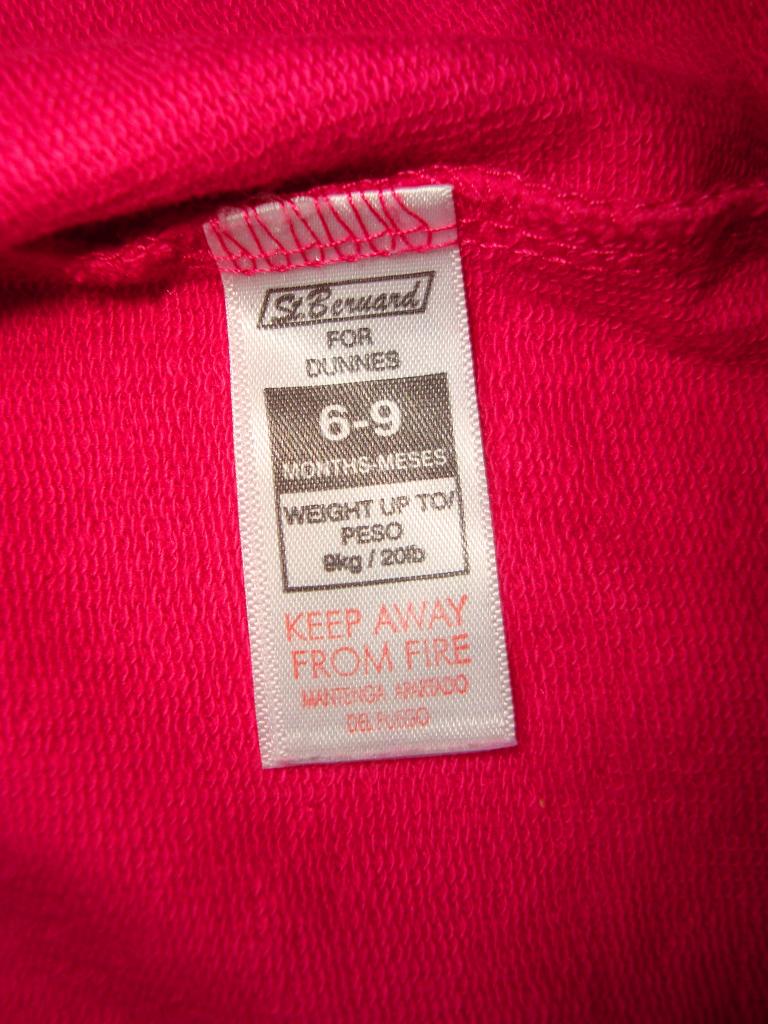 St. Bernard
FOR
DUNNES
6-9
MONTHS-MESES
WEIGHT UP TO/
PESO
9kg / 20lb
KEEP AWAY
FROM FIRE
MANTENGA APARTADO
DEL FUEGO